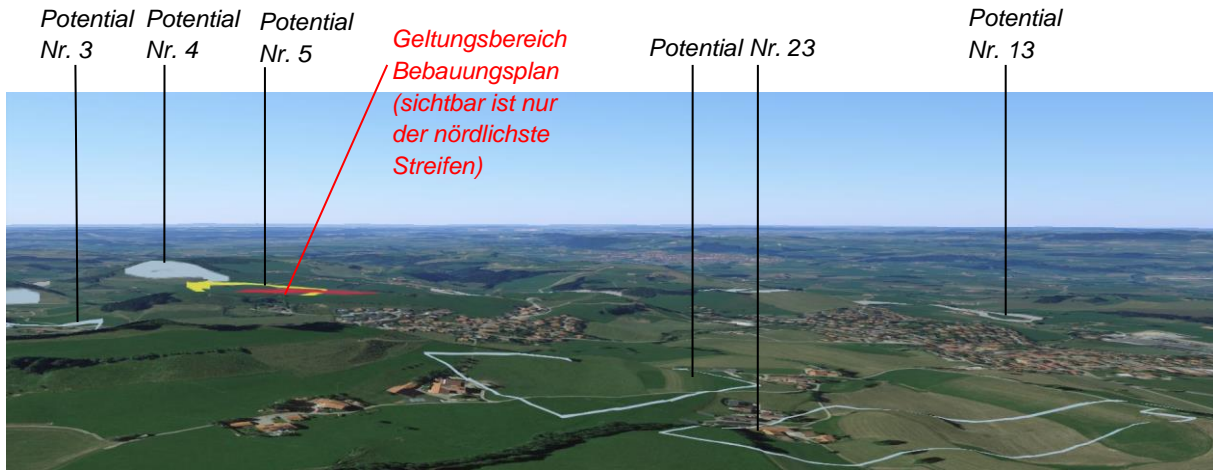 Potential
Nr. 3
Potential
Nr. 4
Potential
Nr. 5
Geltungsbereich
Bebauungsplan
(sichtbar ist nur
der nördlichste
Streifen)
Potential Nr. 23
Potential
Nr. 13